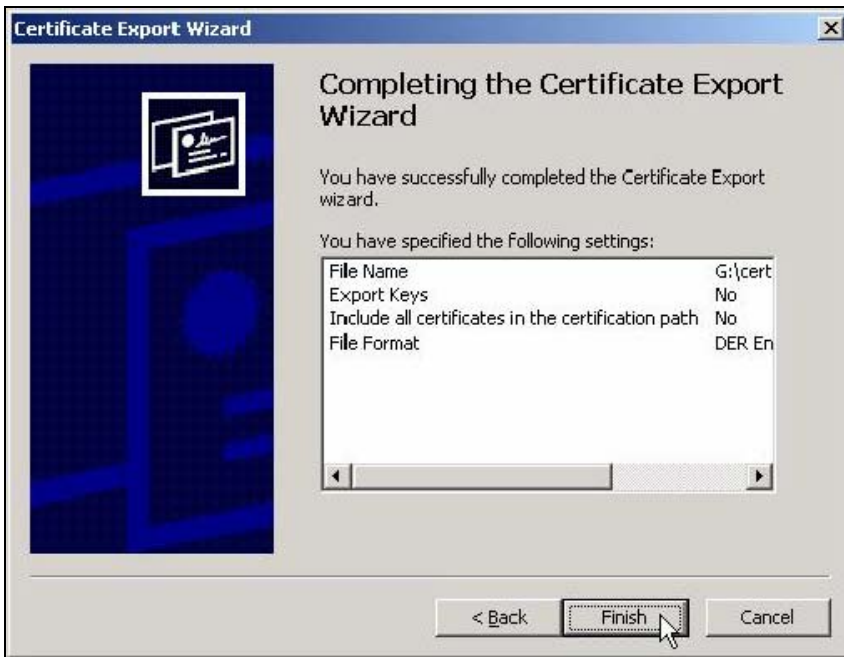 Certificate Export Wizard
Completing the Certificate Export
Wizard
You have successfully completed the Certificate Export
wizard.
You have specified the following settings:
File Name G:\cert
Export Keys No
Include all certificates in the certification path No
File Format DER En
< Back Finish Cancel